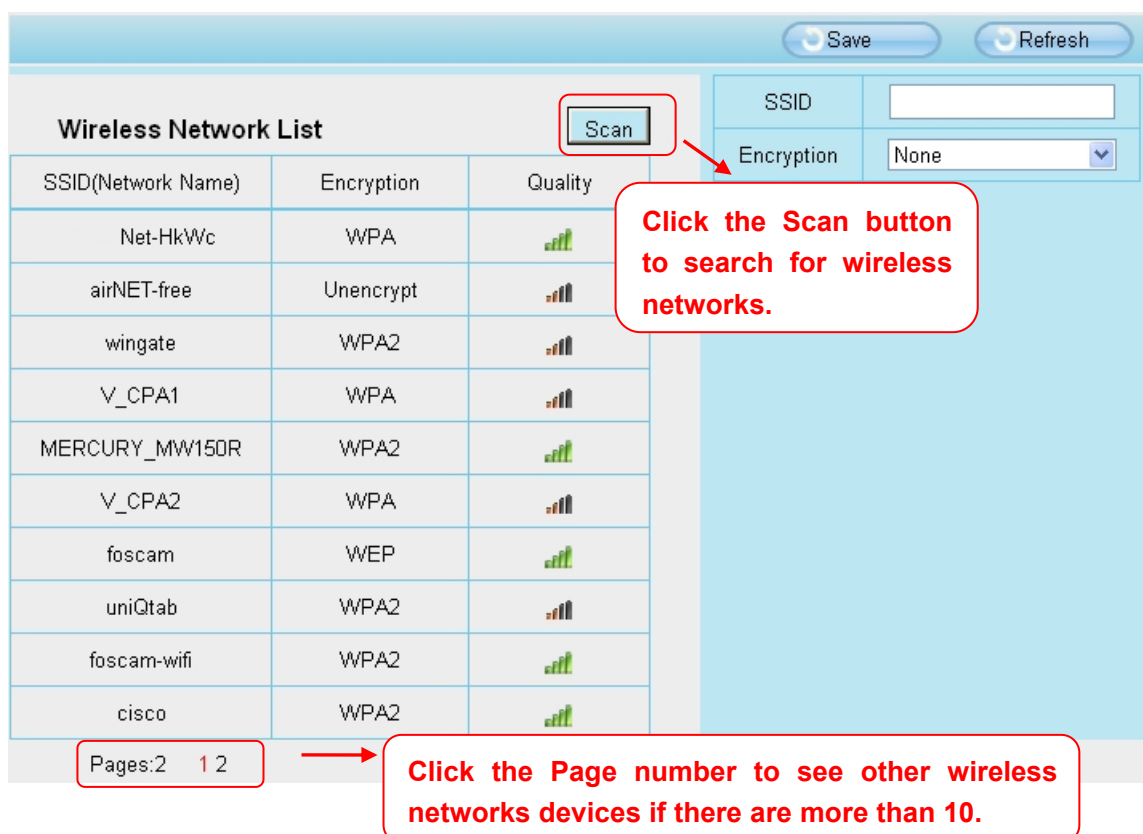 Save Refresh
Wireless Network List Scan
SSID
Encryption None
SSID(Network Name) Encryption Quality
Net-HkWc WPA
airNET-free Unencrypt
wingate WPA2
V_CPA1 WPA
MERCURY_MW150R WPA2
V_CPA2 WPA
foscam WEP
uniQtab WPA2
foscam-wifi WPA2
cisco WPA2
Pages:2 1 2
Click the Scan button
to search for wireless
networks.
Click the Page number to see other wireless
networks devices if there are more than 10.